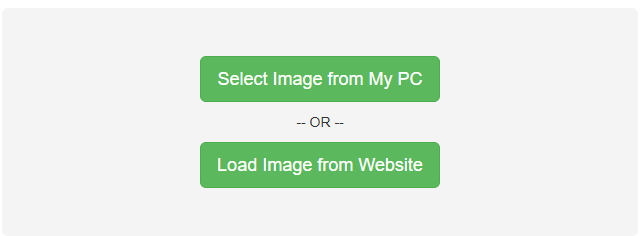 Select Image from My PC
-- OR --
Load Image from Website